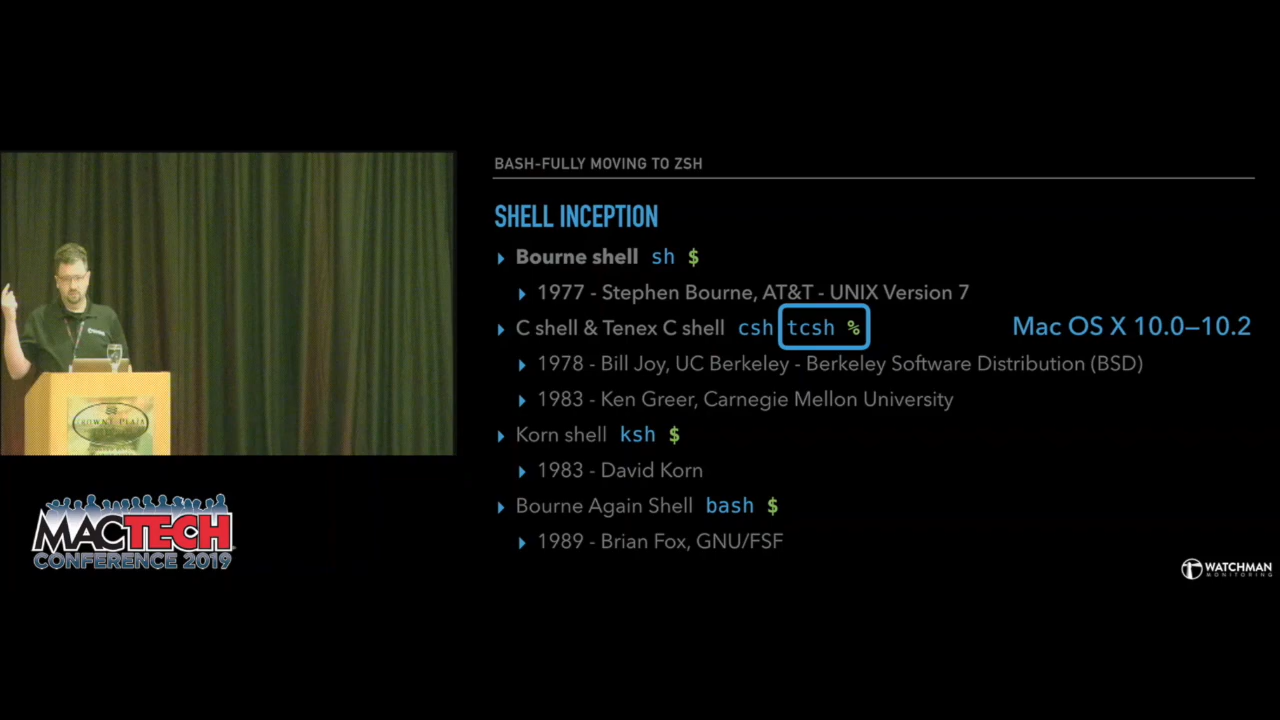 BASH-FULLY MOVING TO ZSH
SHELL INCEPTION
Bourne shell sh $
1977 - Stephen Bourne, AT&T - UNIX Version 7
C shell & Tenex C shell csh tcsh % Mac OS X 10.0–10.2
1978 - Bill Joy, UC Berkeley - Berkeley Software Distribution (BSD)
1983 - Ken Greer, Carnegie Mellon University
Korn shell ksh $
1983 - David Korn
Bourne Again Shell bash $
1989 - Brian Fox, GNU/FSF
CROWNE PLAZA
MACTECH
CONFERENCE 2019
WATCHMAN
MONITORING